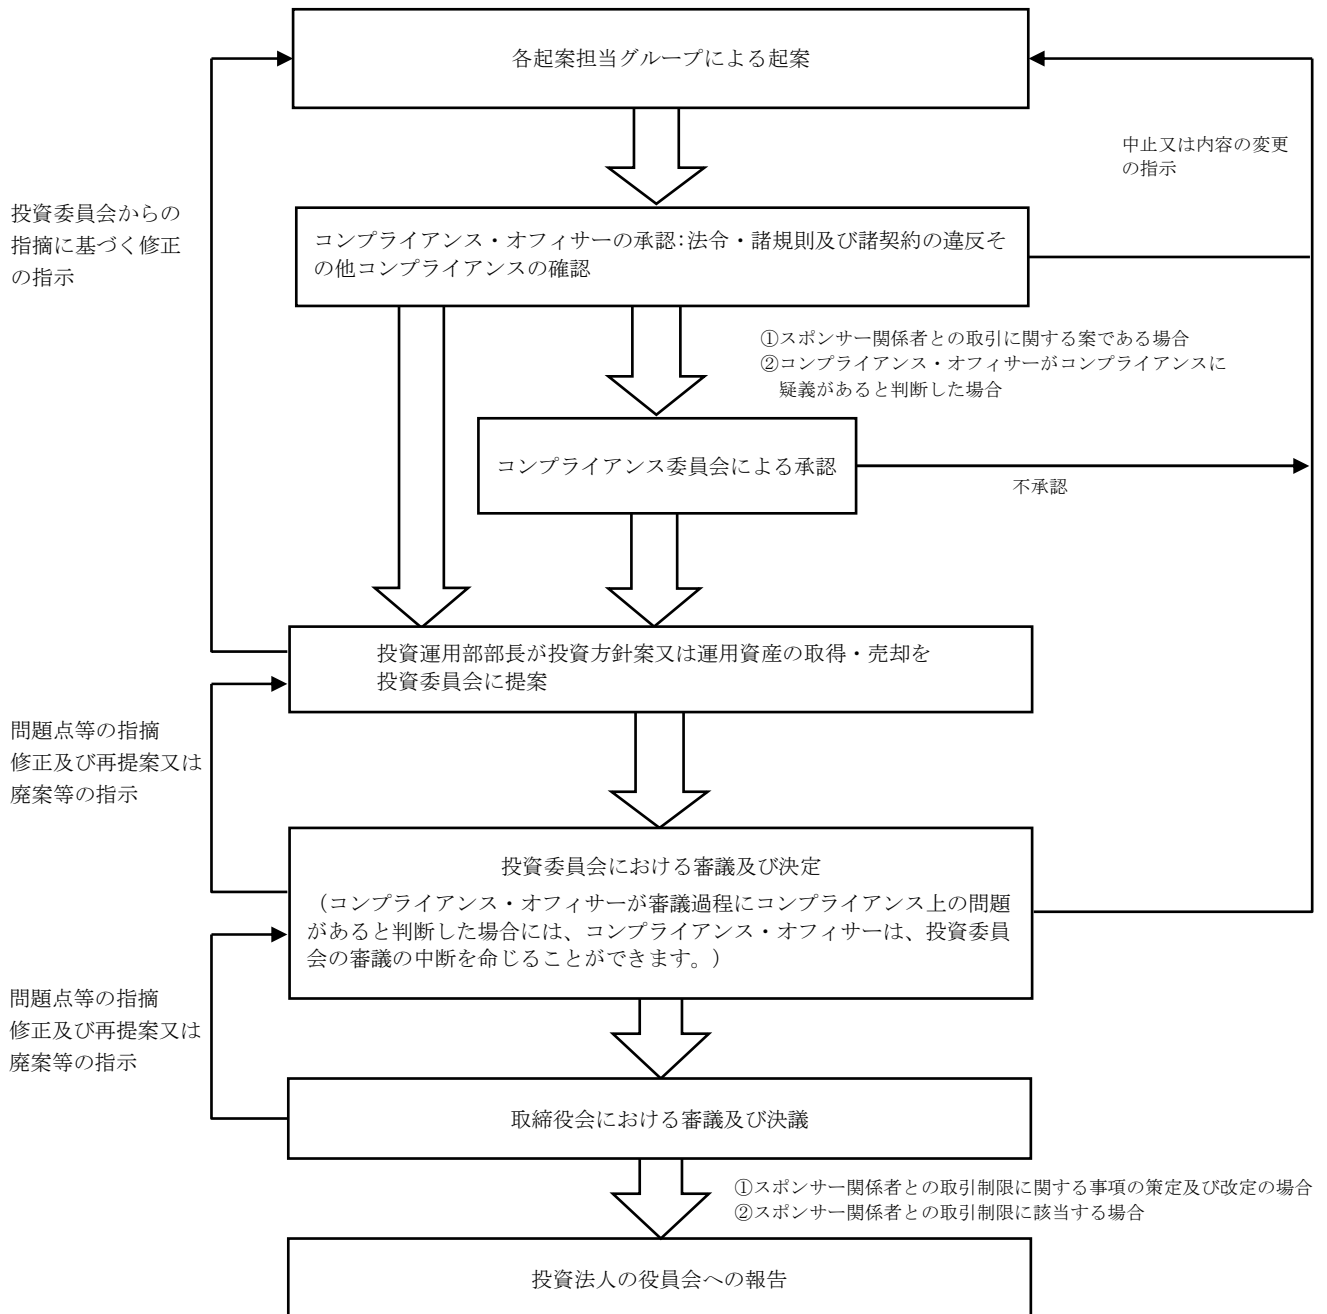 各起案担当グループによる起案
中止又は内容の変更
の指示
投資委員会からの
指摘に基づく修正
の指示
コンプライアンス・オフィサーの承認:法令・諸規則及び諸契約の違反そ
の他コンプライアンスの確認
①スポンサー関係者との取引に関する案である場合
②コンプライアンス・オフィサーがコンプライアンスに
疑義があると判断した場合
コンプライアンス委員会による承認
不承認
投資運用部部長が投資方針案又は運用資産の取得・売却を
投資委員会に提案
問題点等の指摘
修正及び再提案又は
廃案等の指示
投資委員会における審議及び決定
（コンプライアンス・オフィサーが審議過程にコンプライアンス上の問題
があると判断した場合には、コンプライアンス・オフィサーは、投資委員
会の審議の中断を命じることができます。）
問題点等の指摘
修正及び再提案又は
廃案等の指示
取締役会における審議及び決議
①スポンサー関係者との取引制限に関する事項の策定及び改定の場合
②スポンサー関係者との取引制限に該当する場合
投資法人の役員会への報告